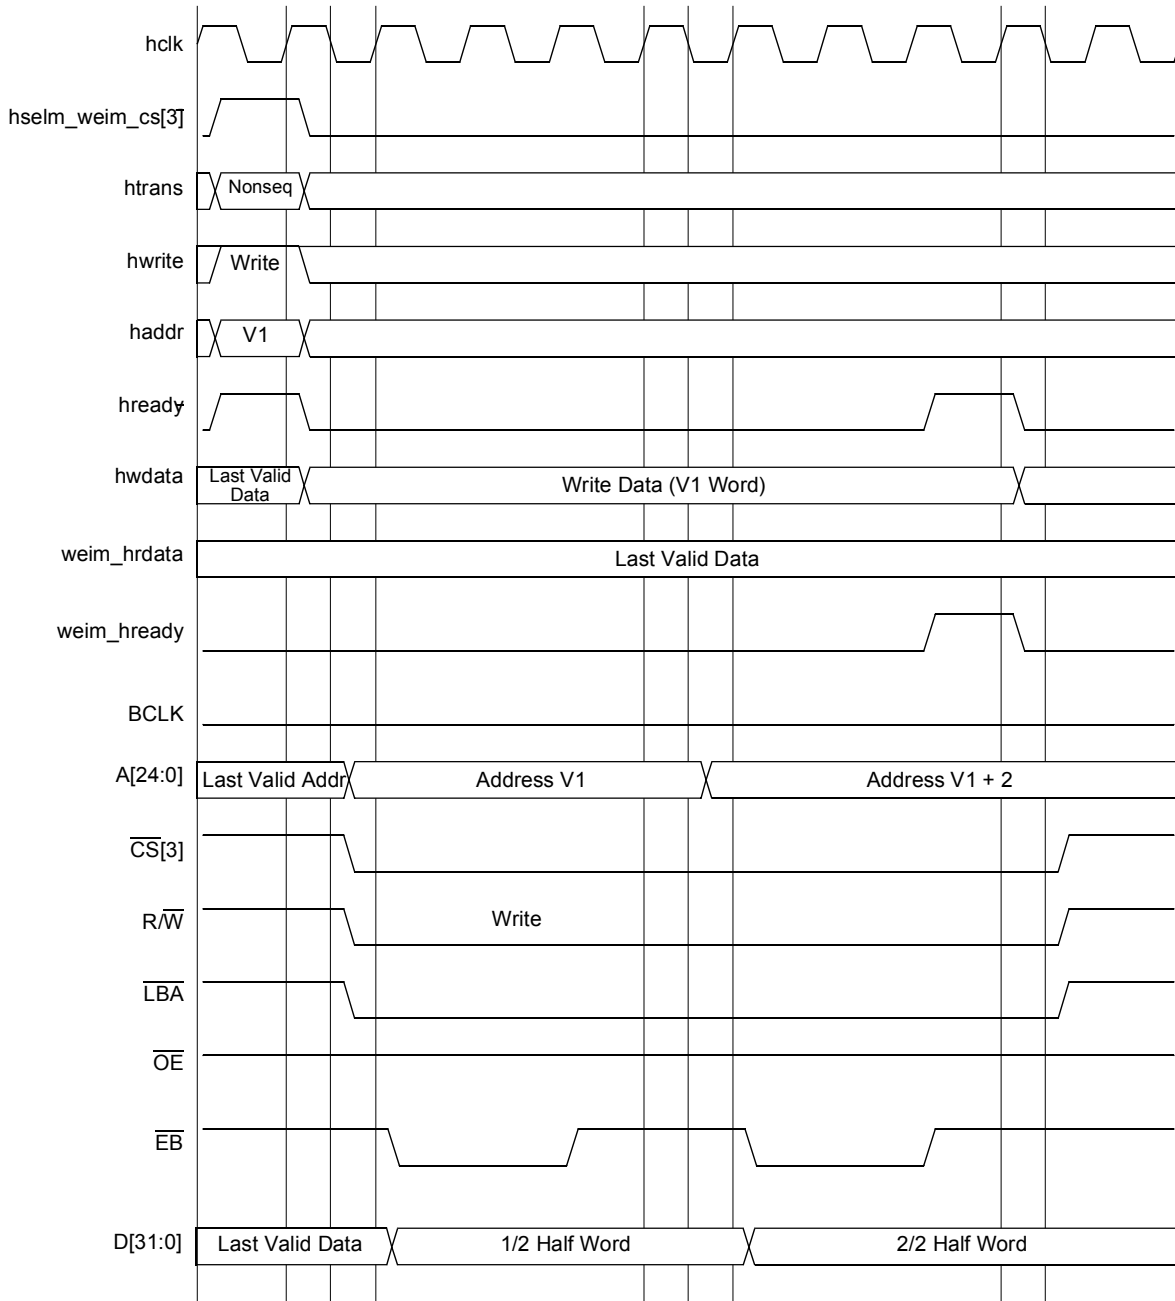 hclk
hselm_weim_cs[3]
htrans Nonseq
hwrite Write
haddr V1
hready
hwdata Last Valid Data Write Data (V1 Word)
weim_hrdata Last Valid Data
weim_hready
BCLK
A[24:0] Last Valid Addr Address V1 Address V1 + 2
CS[3]
R/W Write
LBA
OE
EB
D[31:0] Last Valid Data 1/2 Half Word 2/2 Half Word